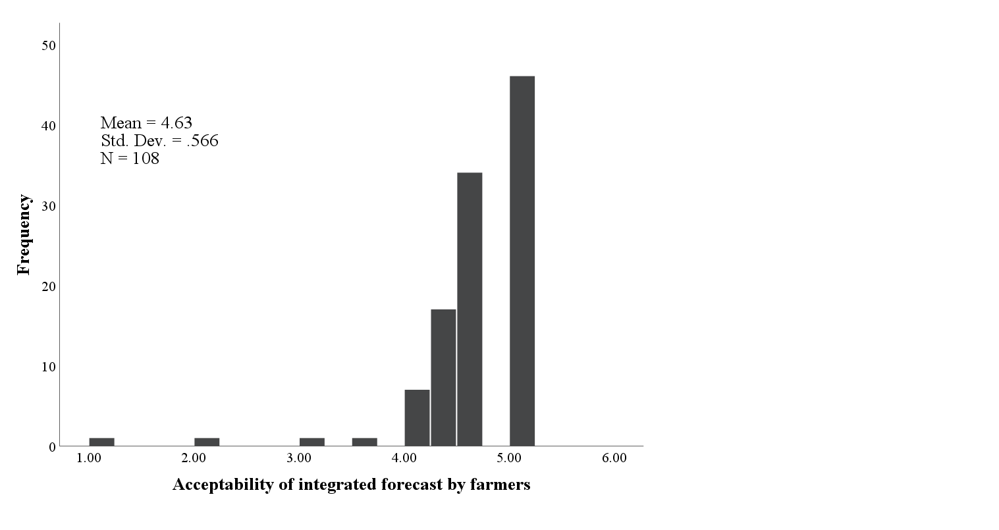 50
Mean = 4.63
40
Std. Dev. = .566
N = 108
30
Frequency
20
10
0
1.00 2.00 3.00 4.00 5.00 6.00
Acceptability of integrated forecast by farmers